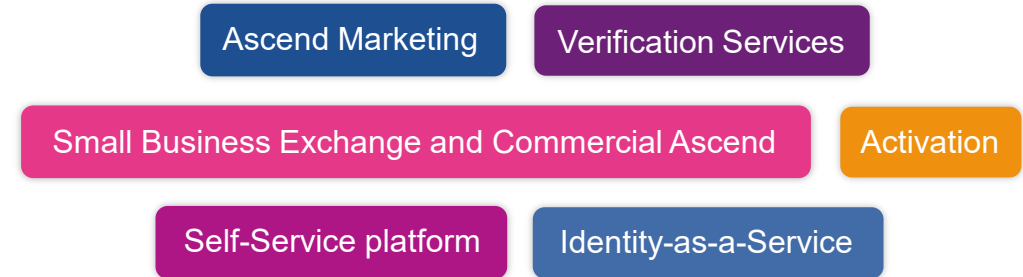 Ascend Marketing
Verification Services
Small Business Exchange and Commercial Ascend
Activation
Self-Service platform
Identity-as-a-Service